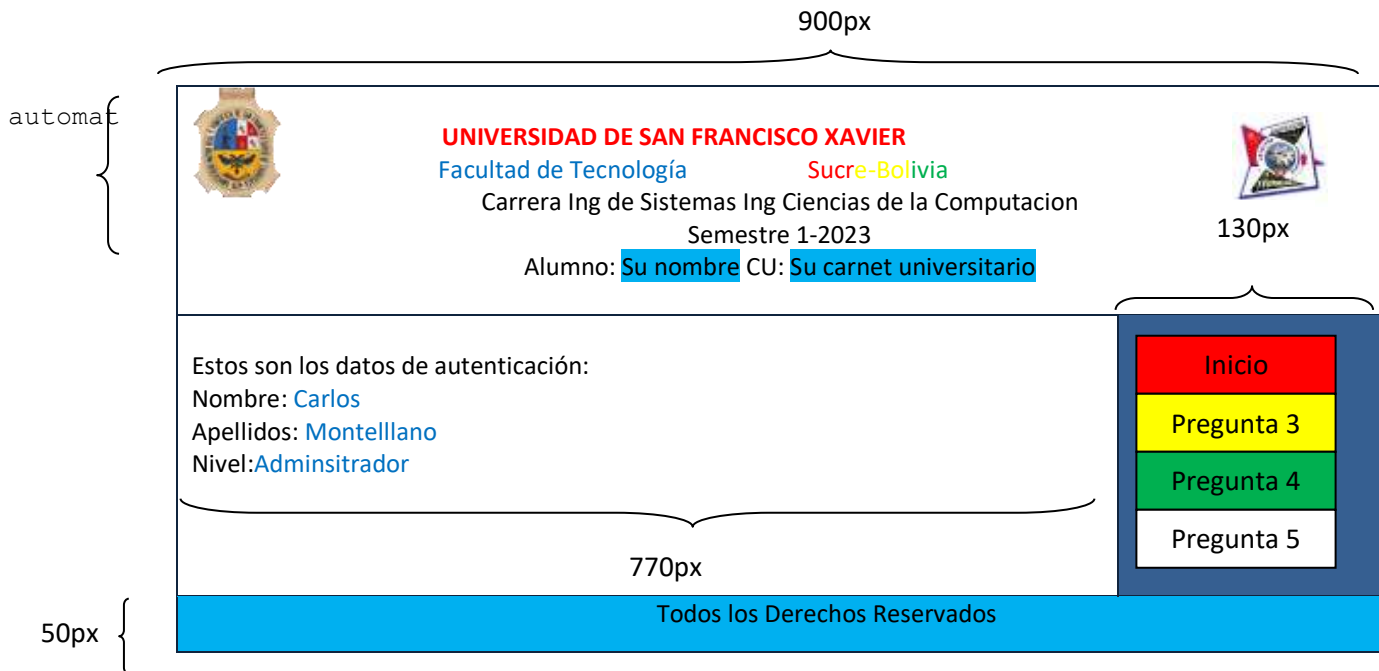 900px
automat
UNIVERSIDAD DE SAN FRANCISCO XAVIER
Facultad de Tecnología Sucre-Bolivia
Carrera Ing de Sistemas Ing Ciencias de la Computacion
Semestre 1-2023
130px
Alumno: Su nombre CU: Su carnet universitario
Estos son los datos de autenticación:
Nombre: Carlos
Apellidos: Montelllano
Nivel:Adminsitrador
Inicio
Pregunta 3
Pregunta 4
Pregunta 5
770px
Todos los Derechos Reservados
50px